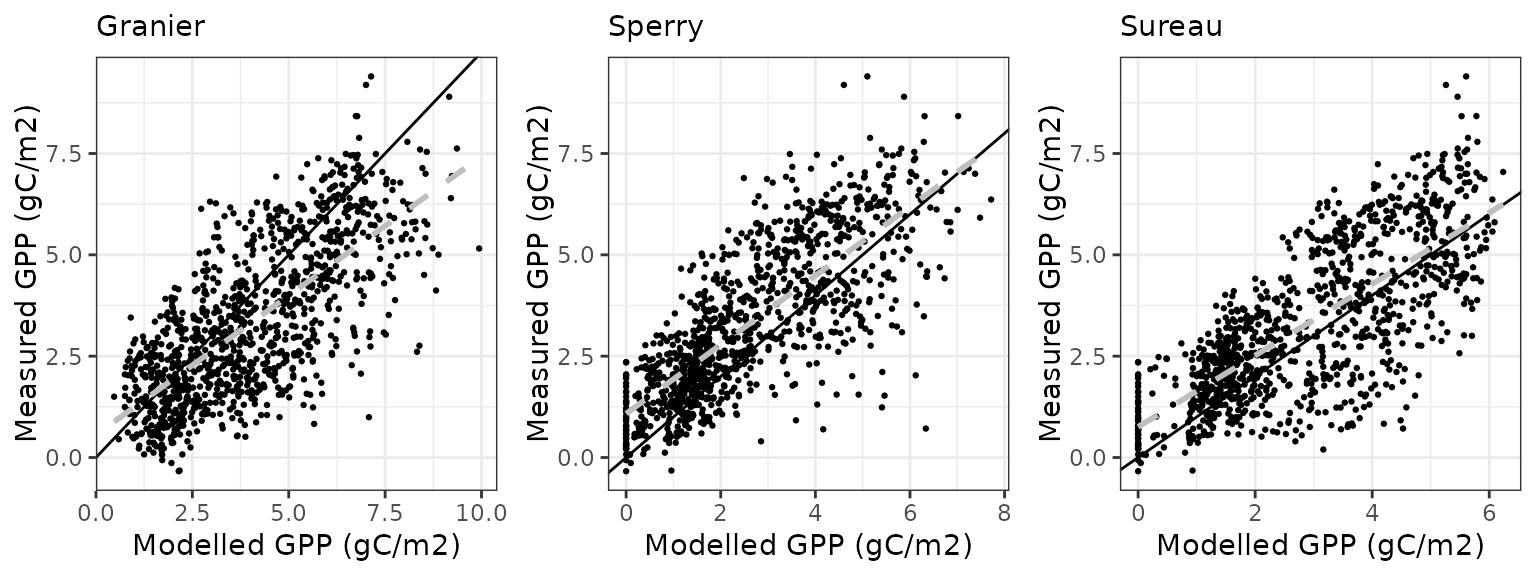 Granier
Measured GPP (gC/m2)
7.5
5.0
2.5
0.0
0.0 2.5 5.0 7.5 10.0
Modelled GPP (gC/m2)
Sperry
Measured GPP (gC/m2)
7.5
5.0
2.5
0.0
0 2 4 6 8
Modelled GPP (gC/m2)
Sureau
Measured GPP (gC/m2)
7.5
5.0
2.5
0.0
0 2 4 6
Modelled GPP (gC/m2)